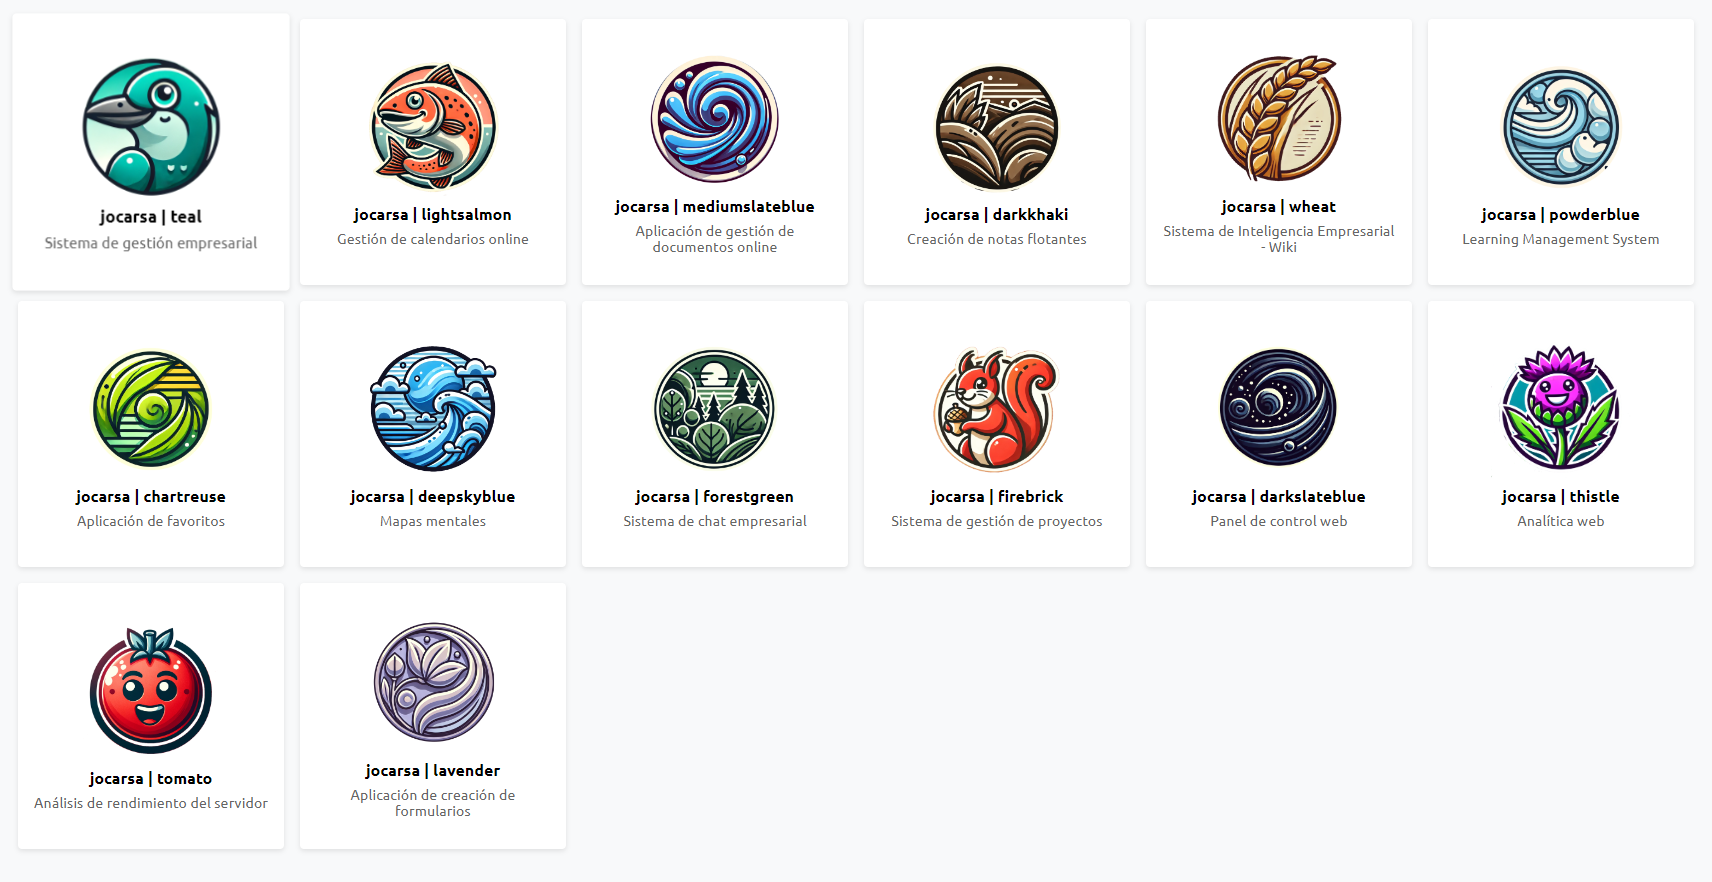 jocarsa | teal
Sistema de gestión empresarial
jocarsa | lightsalmon
Gestión de calendarios online
jocarsa | mediumslateblue
Aplicación de gestión de
documentos online
jocarsa | darkkhaki
Creación de notas flotantes
jocarsa | wheat
Sistema de Inteligencia Empresarial
- Wiki
jocarsa | powderblue
Learning Management System
jocarsa | chartreuse
Aplicación de favoritos
jocarsa | deepskyblue
Mapas mentales
jocarsa | forestgreen
Sistema de chat empresarial
jocarsa | firebrick
Sistema de gestión de proyectos
jocarsa | darkslateblue
Panel de control web
jocarsa | thistle
Analítica web
jocarsa | tomato
Análisis de rendimiento del servidor
jocarsa | lavender
Aplicación de creación de
formularios